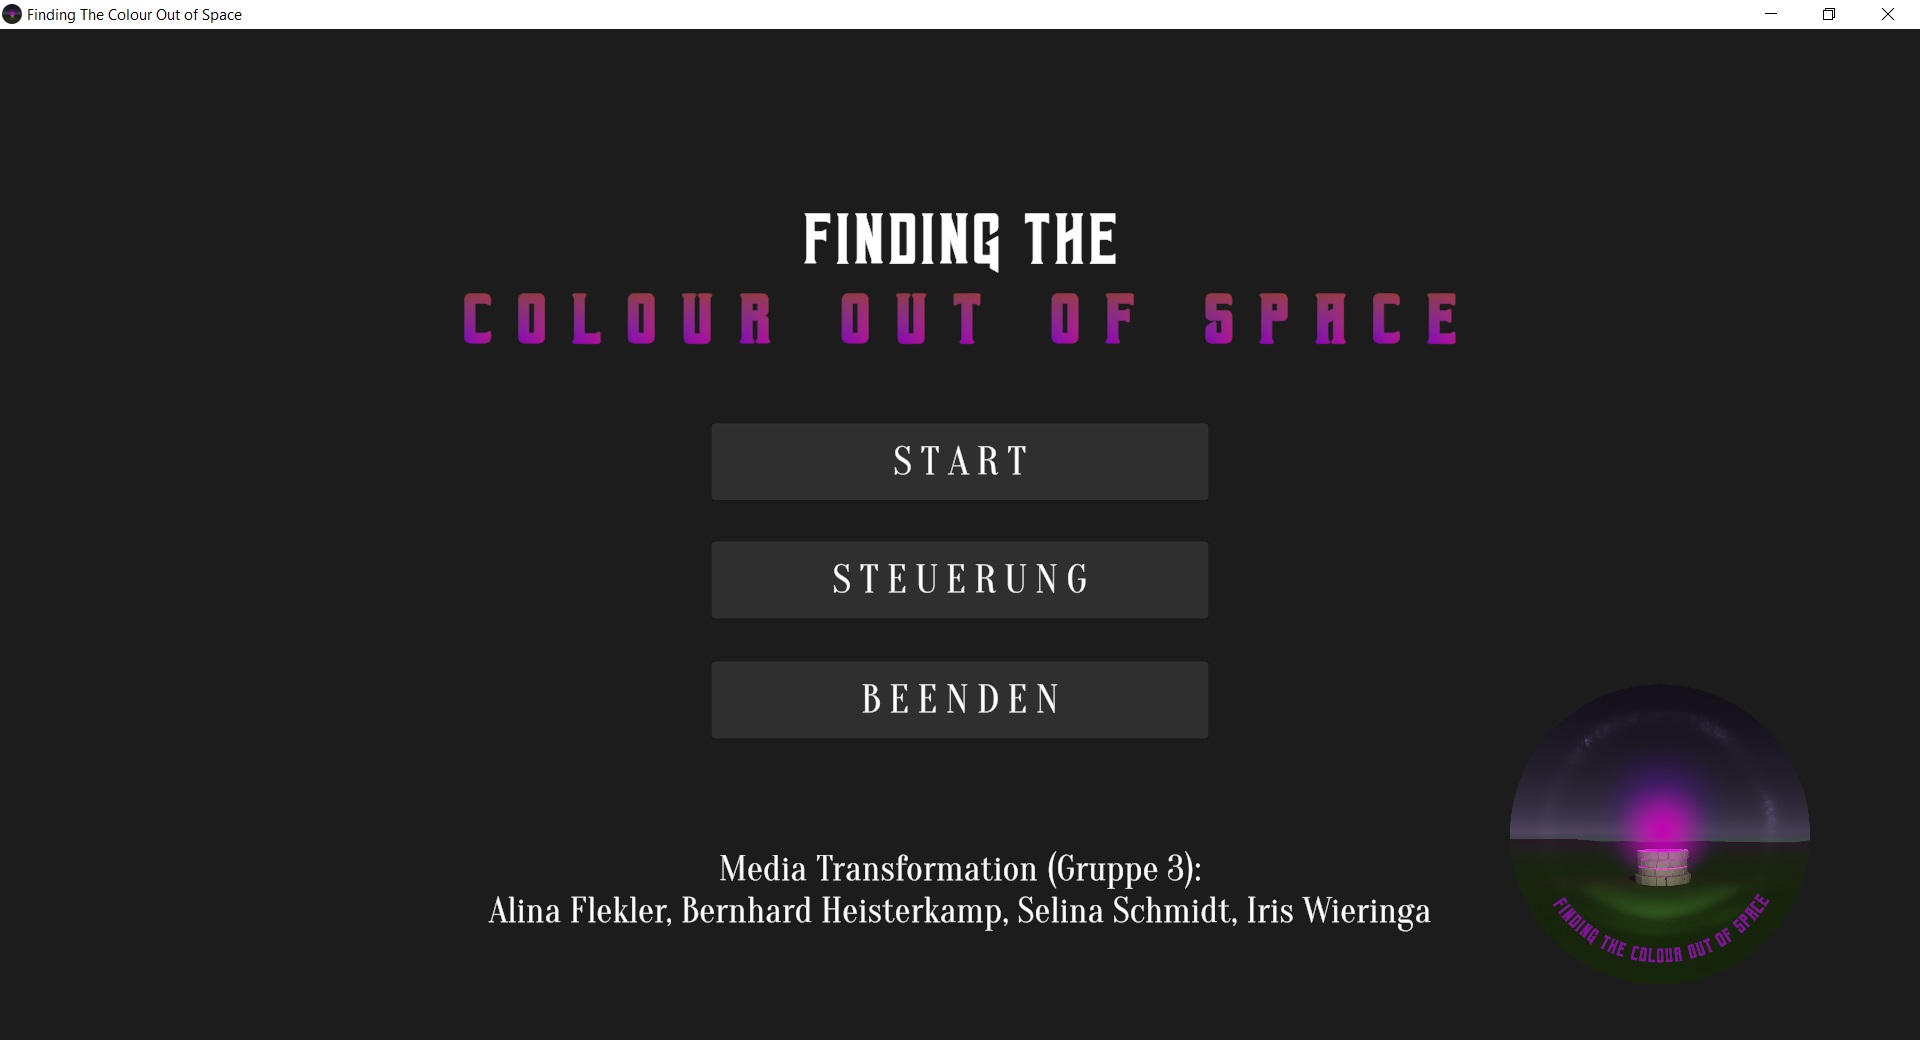 Finding The Colour Out of Space
FINDING THE
COLOUR OUT OF SPACE
START
STEUERUNG
BEENDEN
Media Transformation (Gruppe 3):
Alina Flekler, Bernhard Heisterkamp, Selina Schmidt, Iris Wieringa
FINDING THE COLOUR OUT OF SPACE